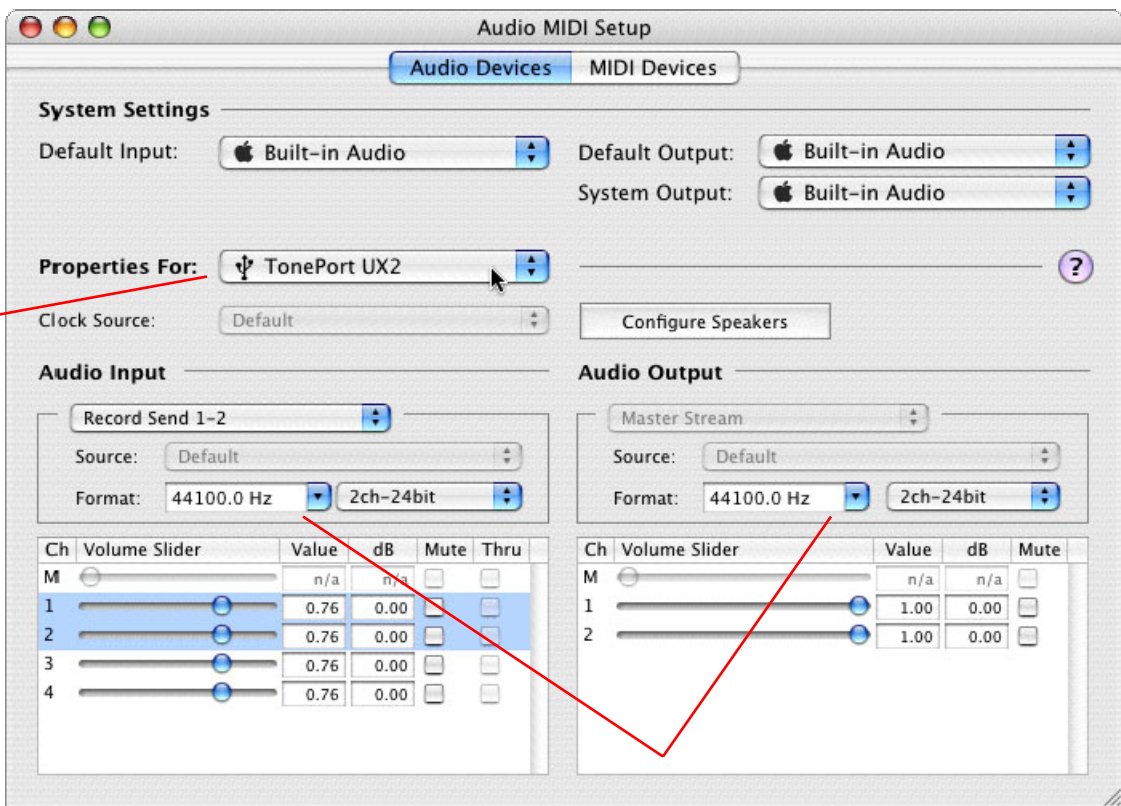 Audio MIDI Setup
Audio Devices MIDI Devices
System Settings
Default Input: Built-in Audio
Default Output: Built-in Audio
System Output: Built-in Audio
Properties For: TonePort UX2 ?
Clock Source: Default Configure Speakers
Audio Input
Record Send 1-2
Source: Default
Format: 44100.0 Hz 2ch-24bit
Ch Volume Slider Value dB Mute Thru
M n/a n/a
1 0.76 0.00
2 0.76 0.00
3 0.76 0.00
4 0.76 0.00
Audio Output
Master Stream
Source: Default
Format: 44100.0 Hz 2ch-24bit
Ch Volume Slider Value dB Mute
M n/a n/a
1 1.00 0.00
2 1.00 0.00